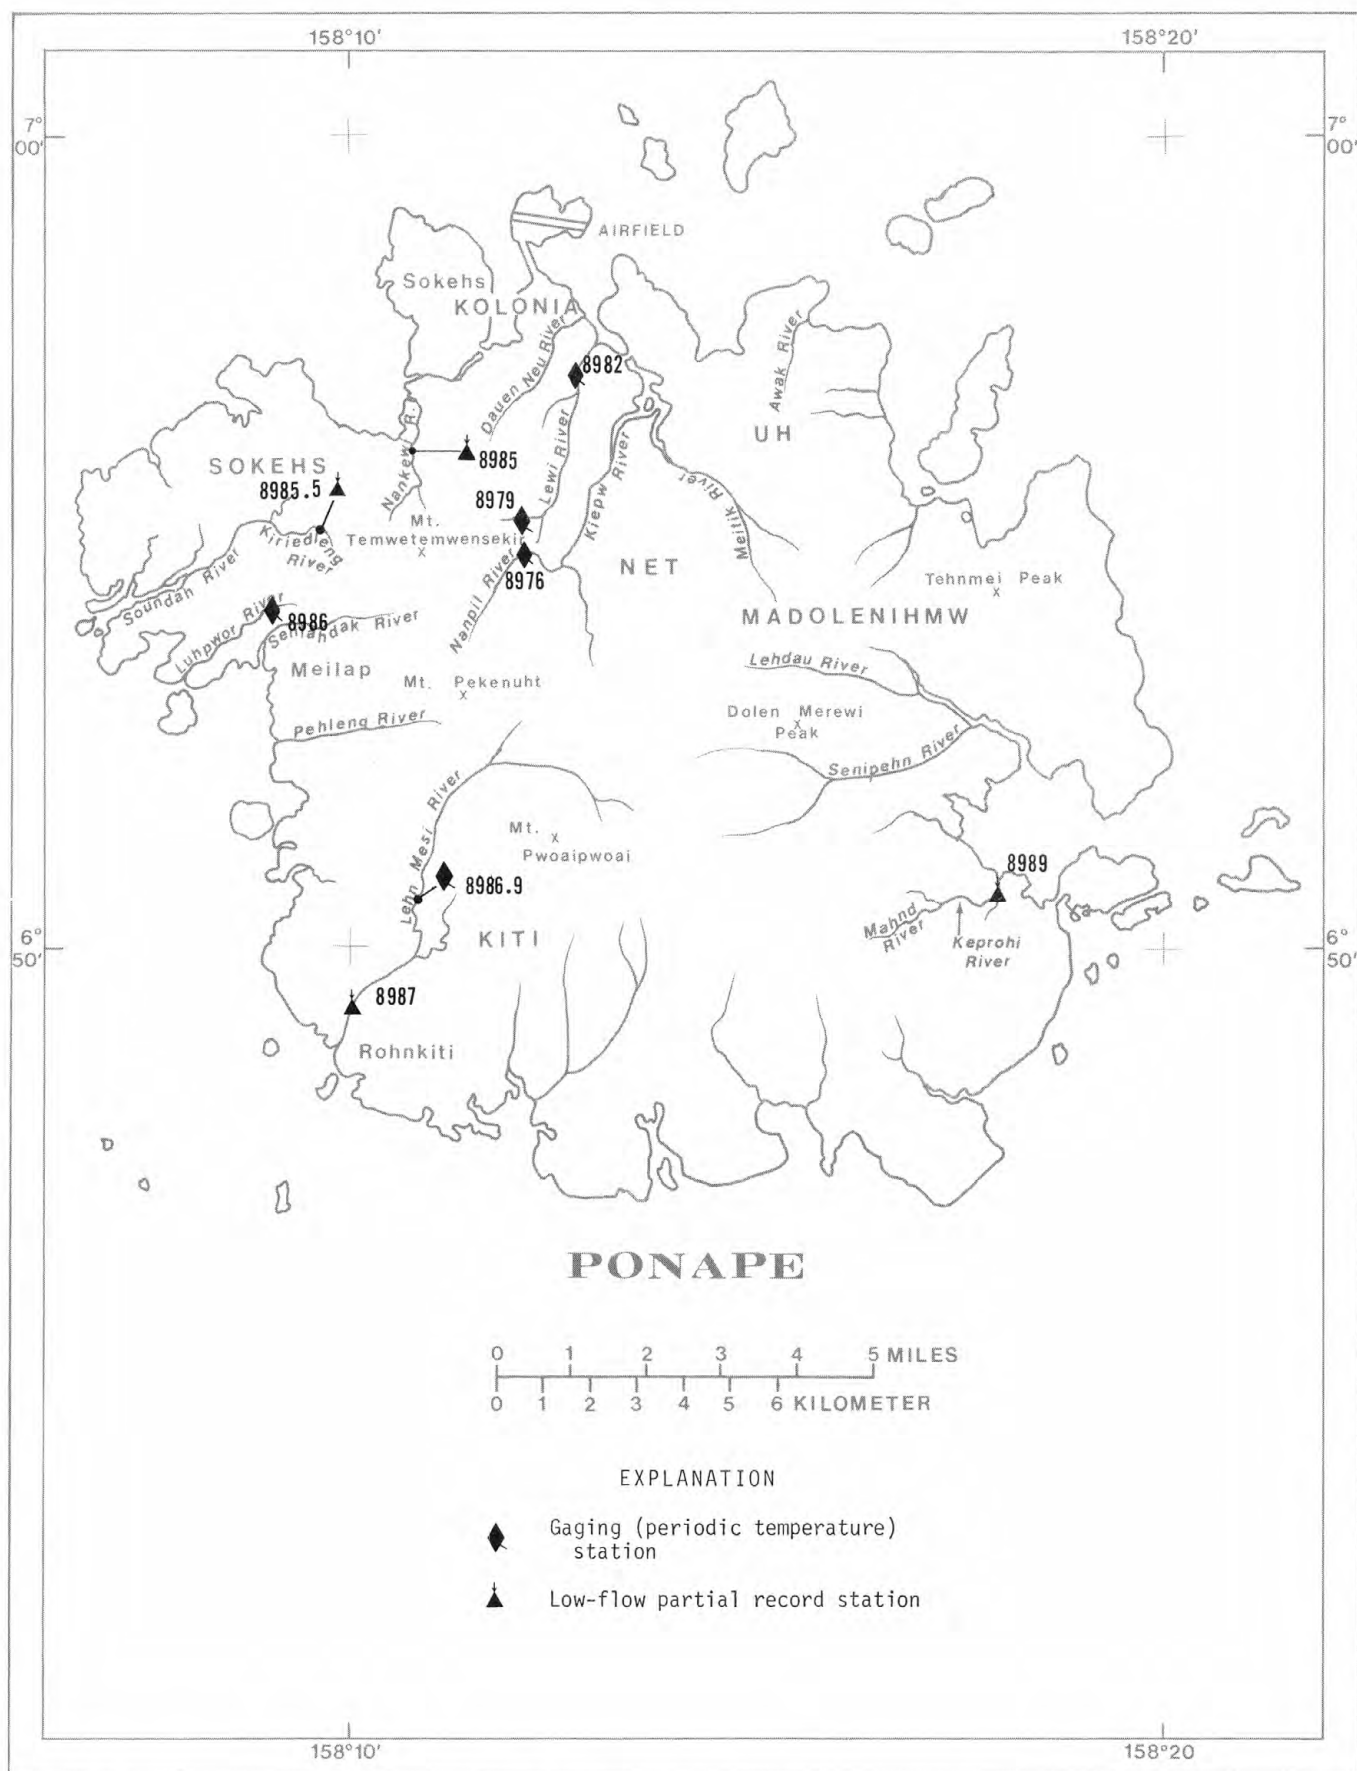 158°10'
158°20'
7°
00'
7°
00'
AIRFIELD
Sokehs
KOLONIA
Dauen Neu River
8982
Awak River
UH
Nankewi R.
8985
Lewi River
Kiepw River
Meitik River
SOKEHS
8985.5
8979
Mt.
Temwetemwensekir
Kiriedleng
River
NET
8976
Nanpil River
Tehnmei Peak
Soundah River
8986
Luhpwor River
Senlahdak River
MADOLENIHMW
Meilap
Lehdau River
Mt. Pekenuht
Dolen Merewi
Peak
Pehleng River
Senipehn River
Lehn Mesi River
Mt.
Pwoaipwoai
8986.9
8989
Mahnd
River
Keprohi
River
KITI
6°
50'
6°
50'
8987
Rohnkiti
PONAPE
0 1 2 3 4 5 MILES
0 1 2 3 4 5 6 KILOMETER
EXPLANATION
Gaging (periodic temperature)
station
Low-flow partial record station
158°10'
158°20